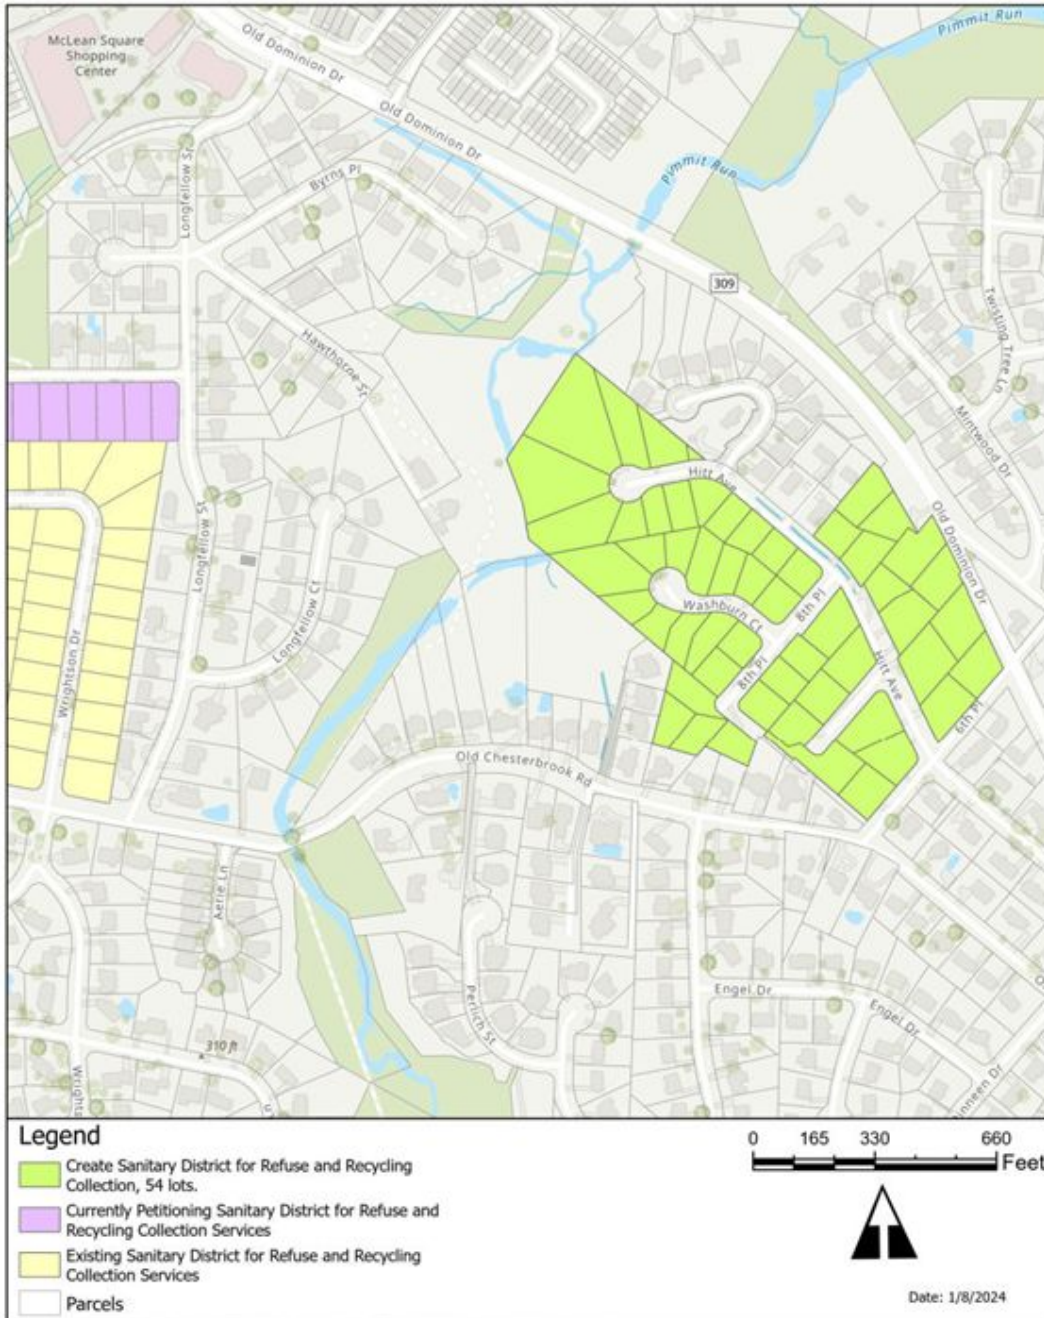 McLean Square
Shopping
Center
Old Dominion Dr
Old Dominion Dr
Pimmit Run
Pimmit Run
Longfellow St
Byrns Pl
309
Twisting Tree Ln
Hawthorne St
Mintwood Dr
Hitt Ave
Old Dominion Dr
Longfellow St
Longfellow Ct
Washburn Ct
8th Pl
8th Pl
Hitt Ave
6th Pl
Wrightson Dr
Old Chesterbrook Rd
Aerie Ln
Perlich St
Engel Dr
Engel Dr
310 ft
Wrights
nneen Dr
Legend
Create Sanitary District for Refuse and Recycling
Collection, 54 lots.
Currently Petitioning Sanitary District for Refuse and
Recycling Collection Services
Existing Sanitary District for Refuse and Recycling
Collection Services
Parcels
0 165 330 660
Feet
Date: 1/8/2024